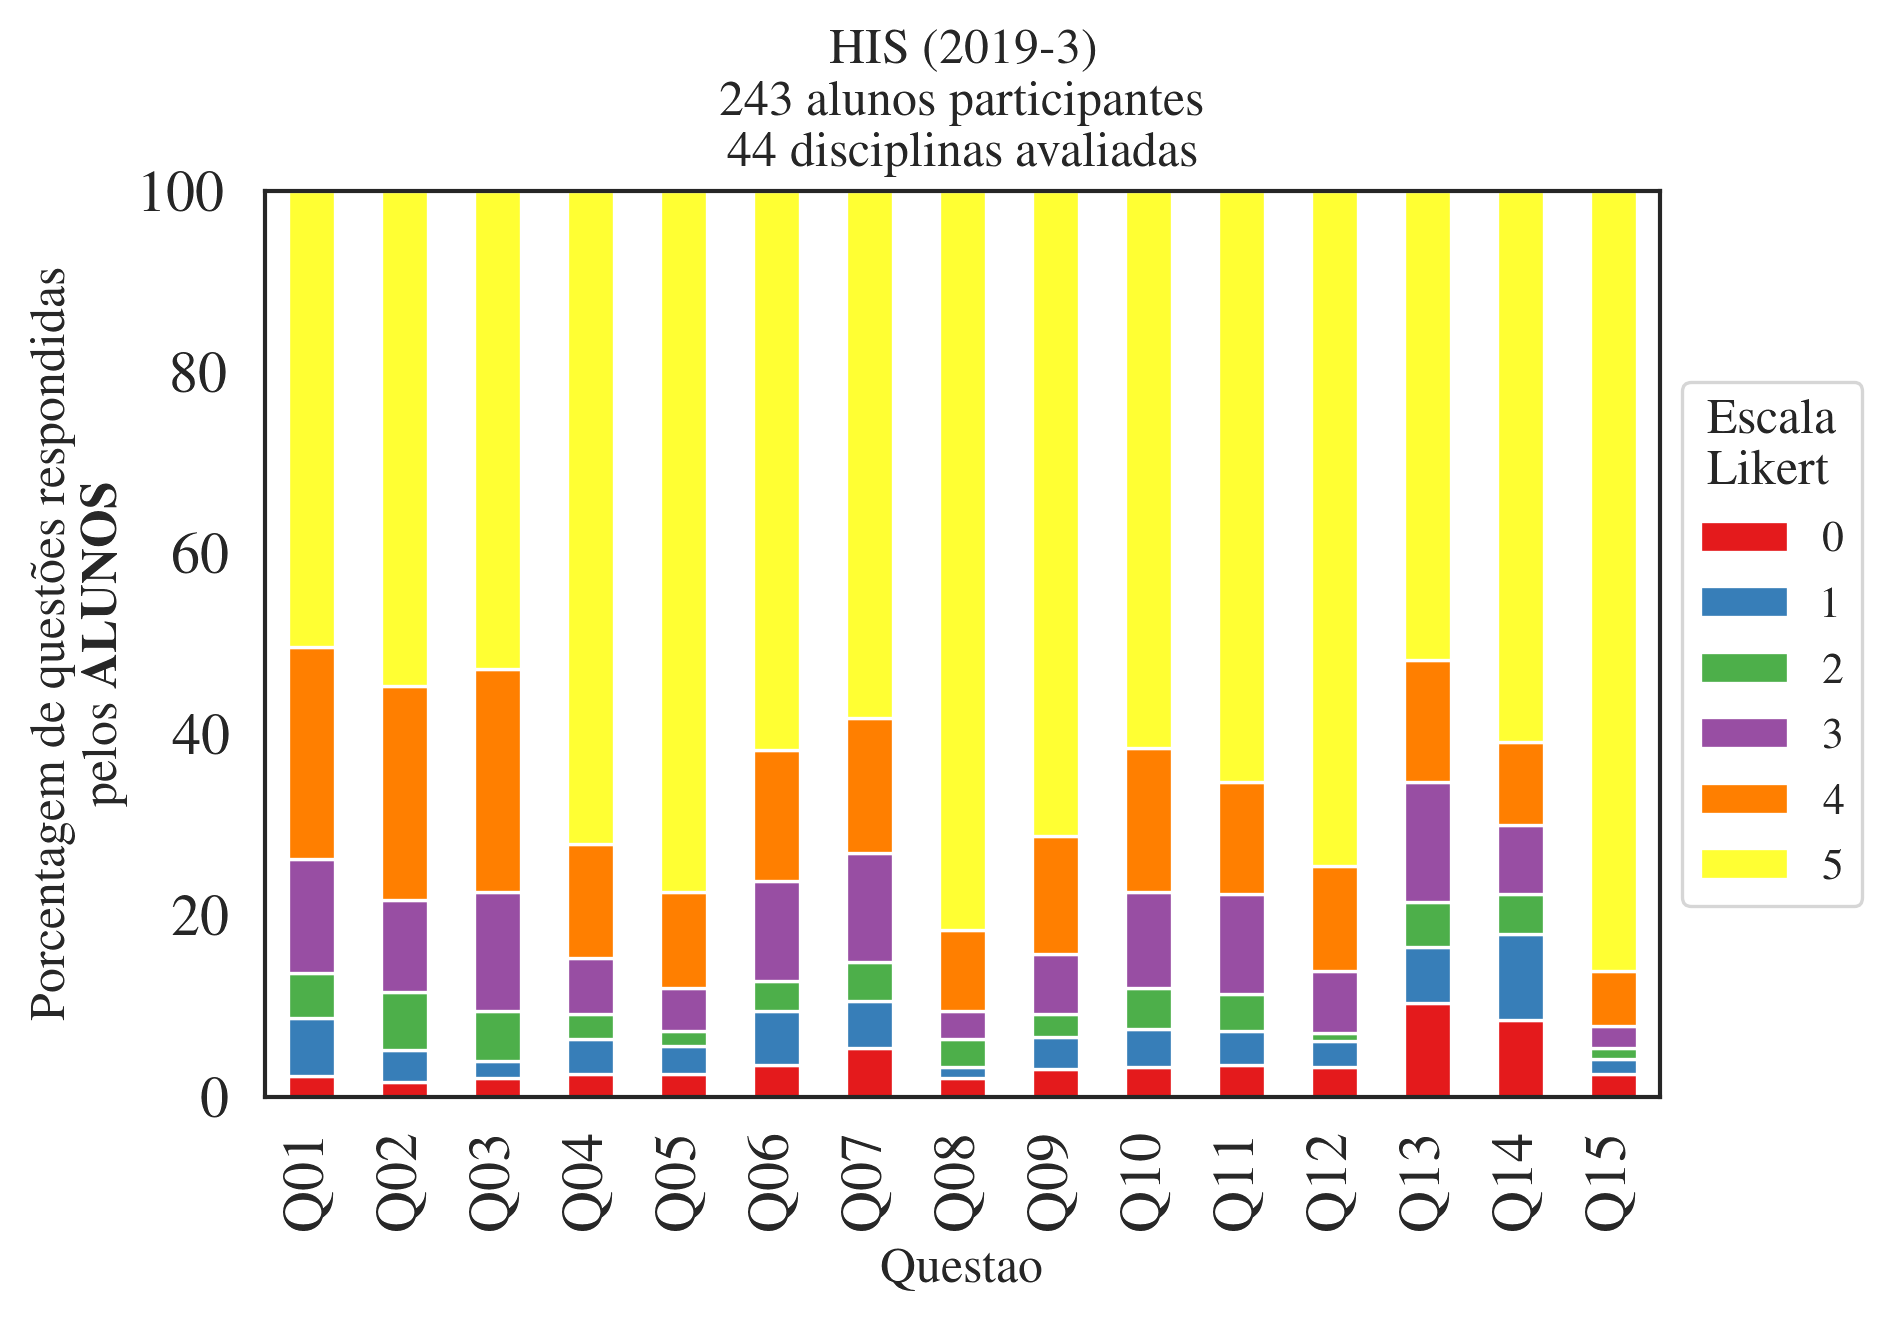 HIS (2019-3)
243 alunos participantes
44 disciplinas avaliadas
Porcentagem de questões respondidas
pelos ALUNOS
100
80
60
40
20
0
Q01
Q02
Q03
Q04
Q05
Q06
Q07
Q08
Q09
Q10
Q11
Q12
Q13
Q14
Q15
Questao
Escala
Likert
0
1
2
3
4
5